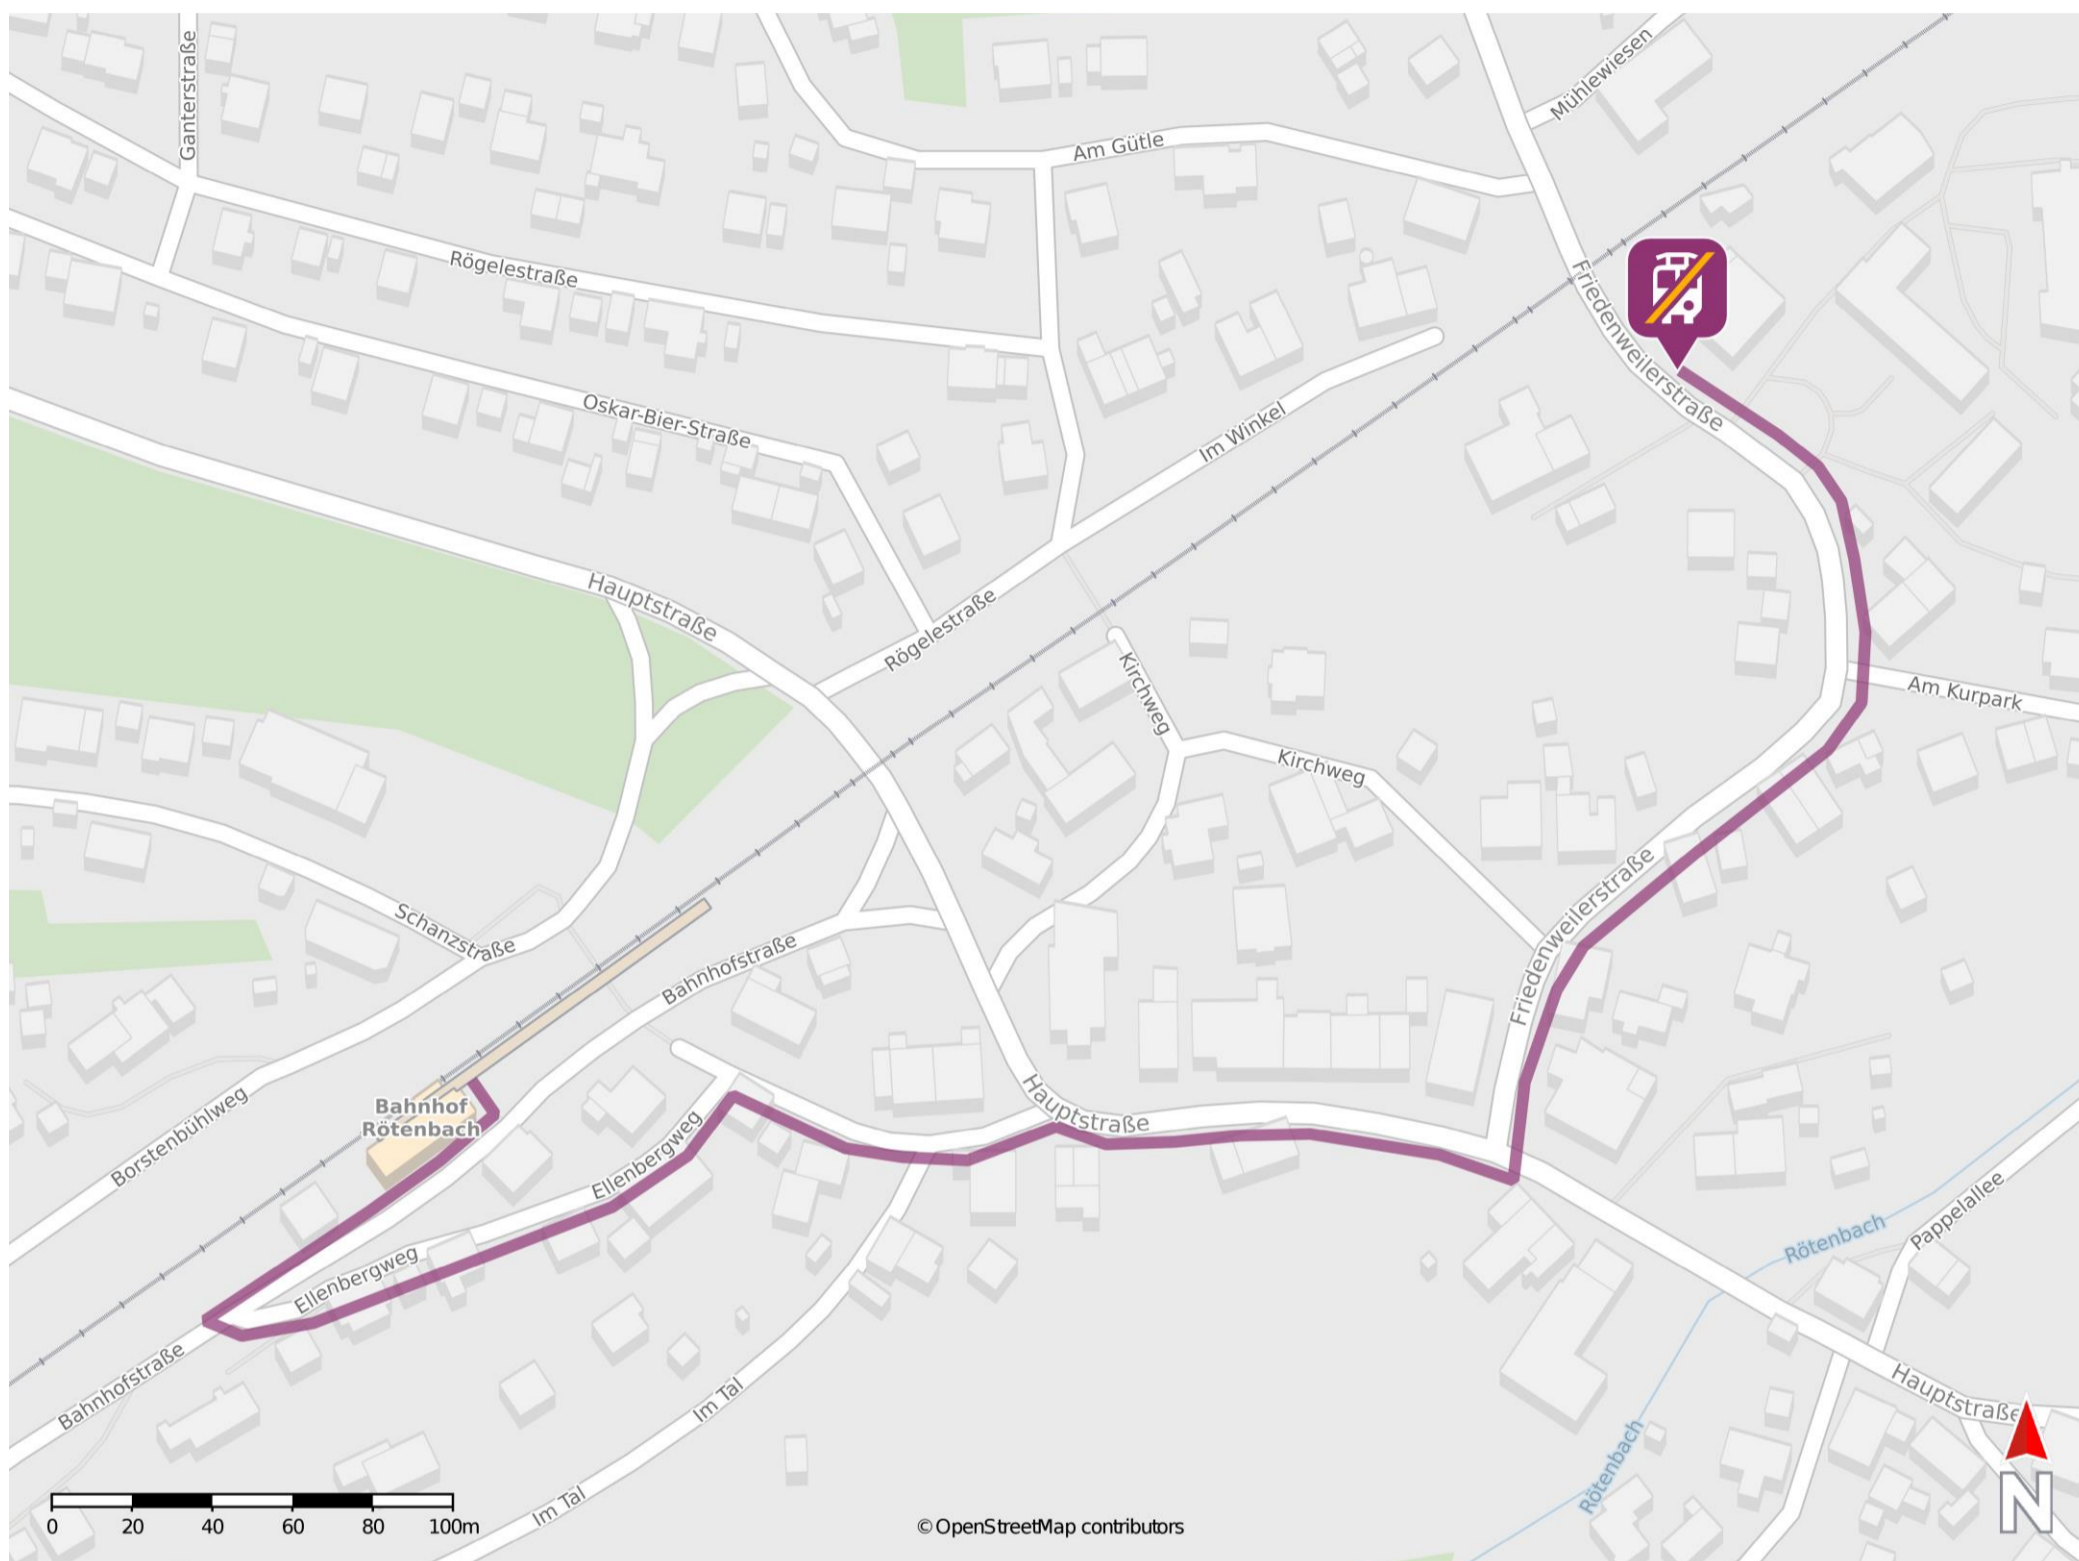 Ganterstraße
Mühlewiesen
Am Gütle
Rögelestraße
Friedenweilerstraße
Oskar-Bier-Straße
Im Winkel
Hauptstraße
Rögelestraße
Kirchweg
Am Kurpark
Kirchweg
Friedenweilerstraße
Schanzstraße
Bahnhofstraße
Friedenweilerstraße
Hauptstraße
Bahnhof
Rötenbach
Borstenbühlweg
Ellenbergweg
Ellenbergweg
Pappelallee
Rötenbach
Bahnhofstraße
Im Tal
Hauptstraße
Rötenbach
Im Tal
N
0 20 40 60 80 100m
© OpenStreetMap contributors